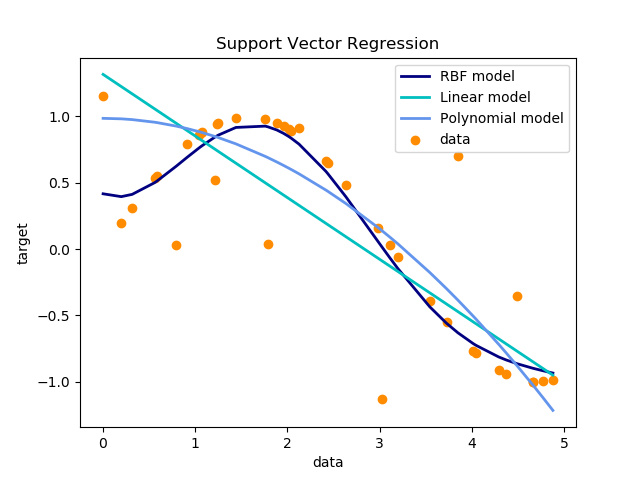 Support Vector Regression
RBF model
Linear model
Polynomial model
data
1.0
0.5
0.0
−0.5
−1.0
target
0 1 2 3 4 5
data